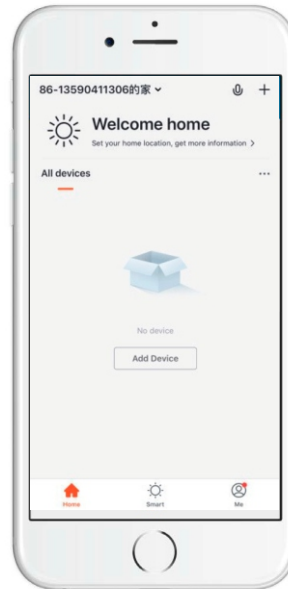 86-13590411306的家
Welcome home
Set your home location, get more information >
All devices
...
No device
Add Device
Home
Smart
Me